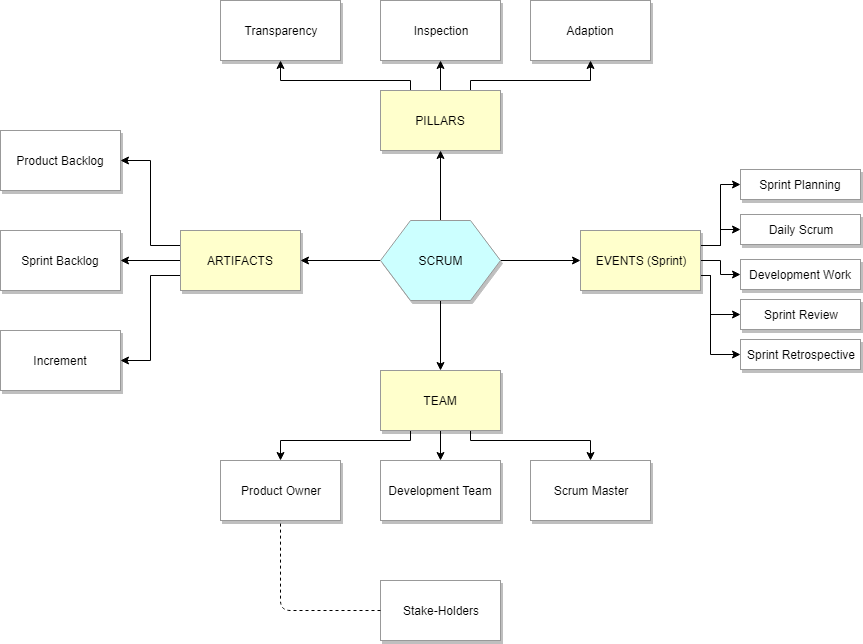 Transparency
Inspection
Adaption
PILLARS
Product Backlog
Sprint Backlog
Increment
ARTIFACTS
SCRUM
EVENTS (Sprint)
Sprint Planning
Daily Scrum
Development Work
Sprint Review
Sprint Retrospective
TEAM
Product Owner
Development Team
Scrum Master
Stake-Holders